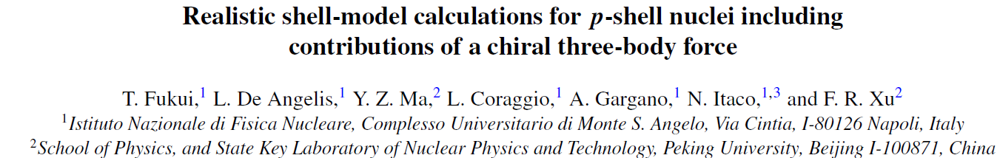 Realistic shell-model calculations for p-shell nuclei including
contributions of a chiral three-body force
T. Fukui,1 L. De Angelis,1 Y. Z. Ma,2 L. Coraggio,1 A. Gargano,1 N. Itaco,1,3 and F. R. Xu2
1Istituto Nazionale di Fisica Nucleare, Complesso Universitario di Monte S. Angelo, Via Cintia, I-80126 Napoli, Italy
2School of Physics, and State Key Laboratory of Nuclear Physics and Technology, Peking University, Beijing I-100871, China